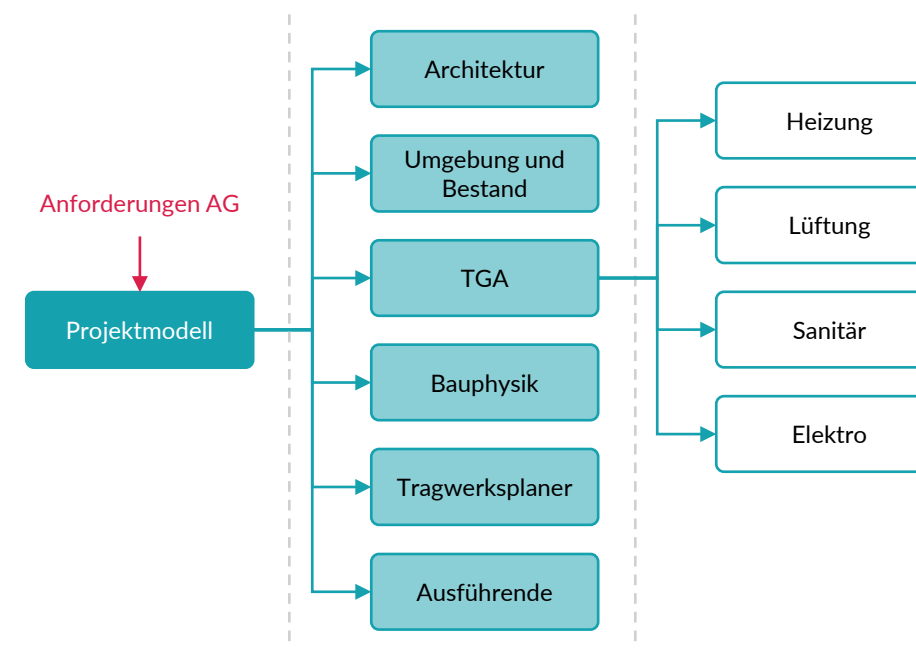 Anforderungen AG
Projektmodell
Architektur
Umgebung und
Bestand
TGA
Bauphysik
Tragwerksplaner
Ausführende
Heizung
Lüftung
Sanitär
Elektro